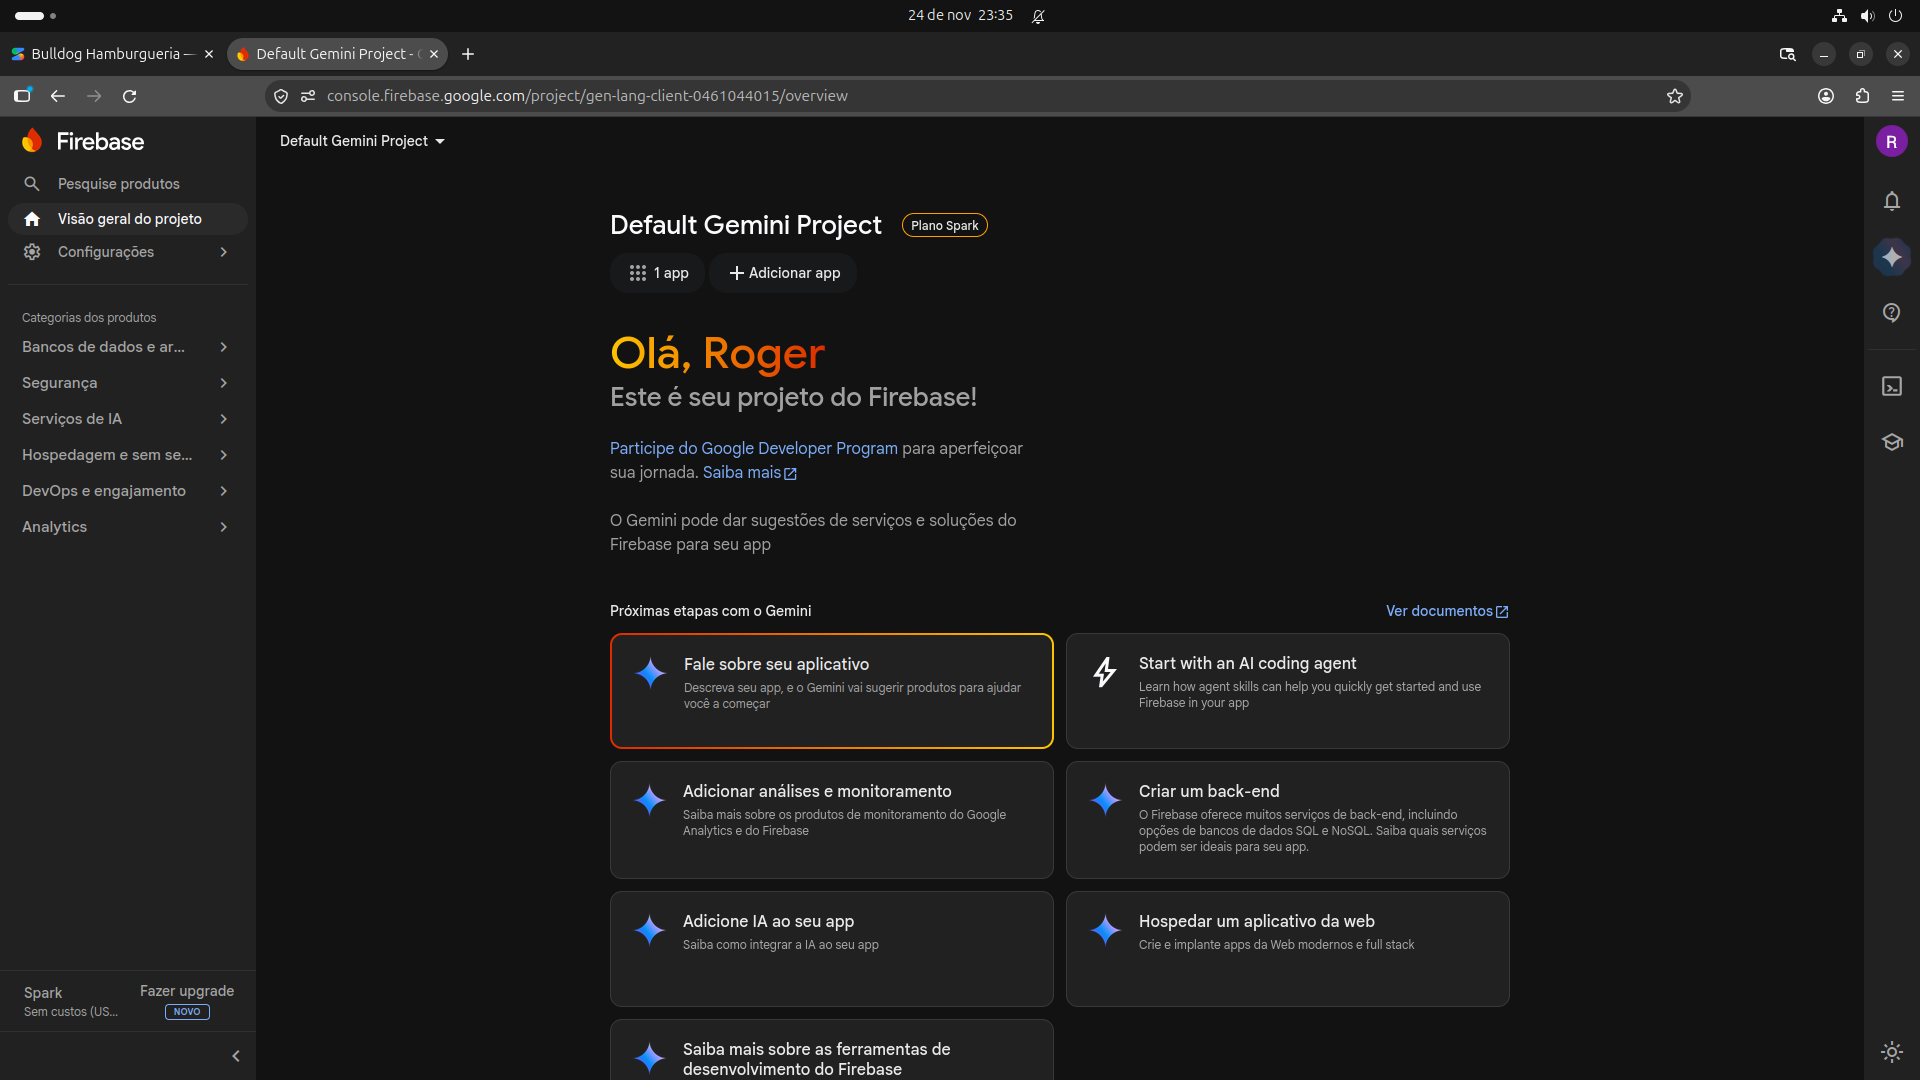 24 de nov 23:35
Bulldog Hamburgueria —
Default Gemini Project -
console.firebase.google.com/project/gen-lang-client-0461044015/overview
Firebase
Pesquise produtos
Visão geral do projeto
Configurações
Categorias dos produtos
Bancos de dados e ar...
Segurança
Serviços de IA
Hospedagem e sem se...
DevOps e engajamento
Analytics
Spark
Sem custos (US...
Fazer upgrade
NOVO
Default Gemini Project
R
Default Gemini Project
Plano Spark
1 app
Adicionar app
Olá, Roger
Este é seu projeto do Firebase!
Participe do Google Developer Program para aperfeiçoar
sua jornada. Saiba mais
O Gemini pode dar sugestões de serviços e soluções do
Firebase para seu app
Próximas etapas com o Gemini
Ver documentos
Fale sobre seu aplicativo
Descreva seu app, e o Gemini vai sugerir produtos para ajudar
você a começar
Start with an AI coding agent
Learn how agent skills can help you quickly get started and use
Firebase in your app
Adicionar análises e monitoramento
Saiba mais sobre os produtos de monitoramento do Google
Analytics e do Firebase
Criar um back-end
O Firebase oferece muitos serviços de back-end, incluindo
opções de bancos de dados SQL e NoSQL. Saiba quais serviços
podem ser ideais para seu app.
Adicione IA ao seu app
Saiba como integrar a IA ao seu app
Hospedar um aplicativo da web
Crie e implante apps da Web modernos e full stack
Saiba mais sobre as ferramentas de
desenvolvimento do Firebase